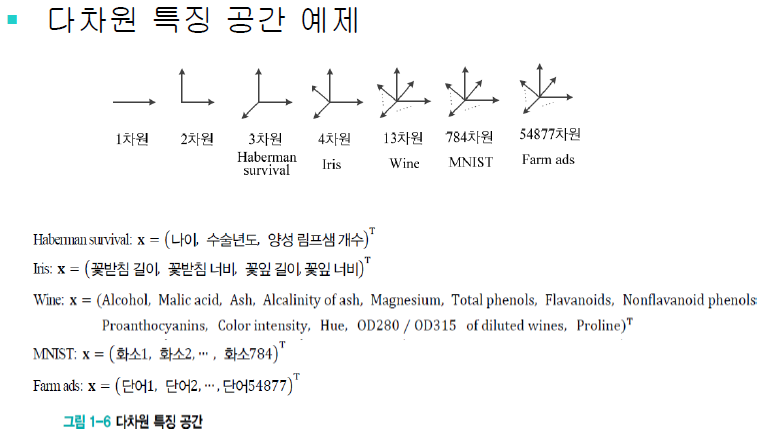 다차원 특징 공간 예제
1차원 2차원 3차원 4차원 13차원 784차원 54877차원
Haberman survival Iris Wine MNIST Farm ads
Haberman survival: x = (나이, 수술년도, 양성 림프샘 개수)ᵀ
Iris: x = (꽃받침 길이, 꽃받침 너비, 꽃잎 길이, 꽃잎 너비)ᵀ
Wine: x = (Alcohol, Malic acid, Ash, Alcalinity of ash, Magnesium, Total phenols, Flavanoids, Nonflavanoid phenols
Proanthocyanins, Color intensity, Hue, OD280 / OD315 of diluted wines, Proline)ᵀ
MNIST: x = (화소1, 화소2, ⋯ , 화소784)ᵀ
Farm ads: x = (단어1, 단어2, ⋯, 단어54877)ᵀ
그림 1-6 다차원 특징 공간